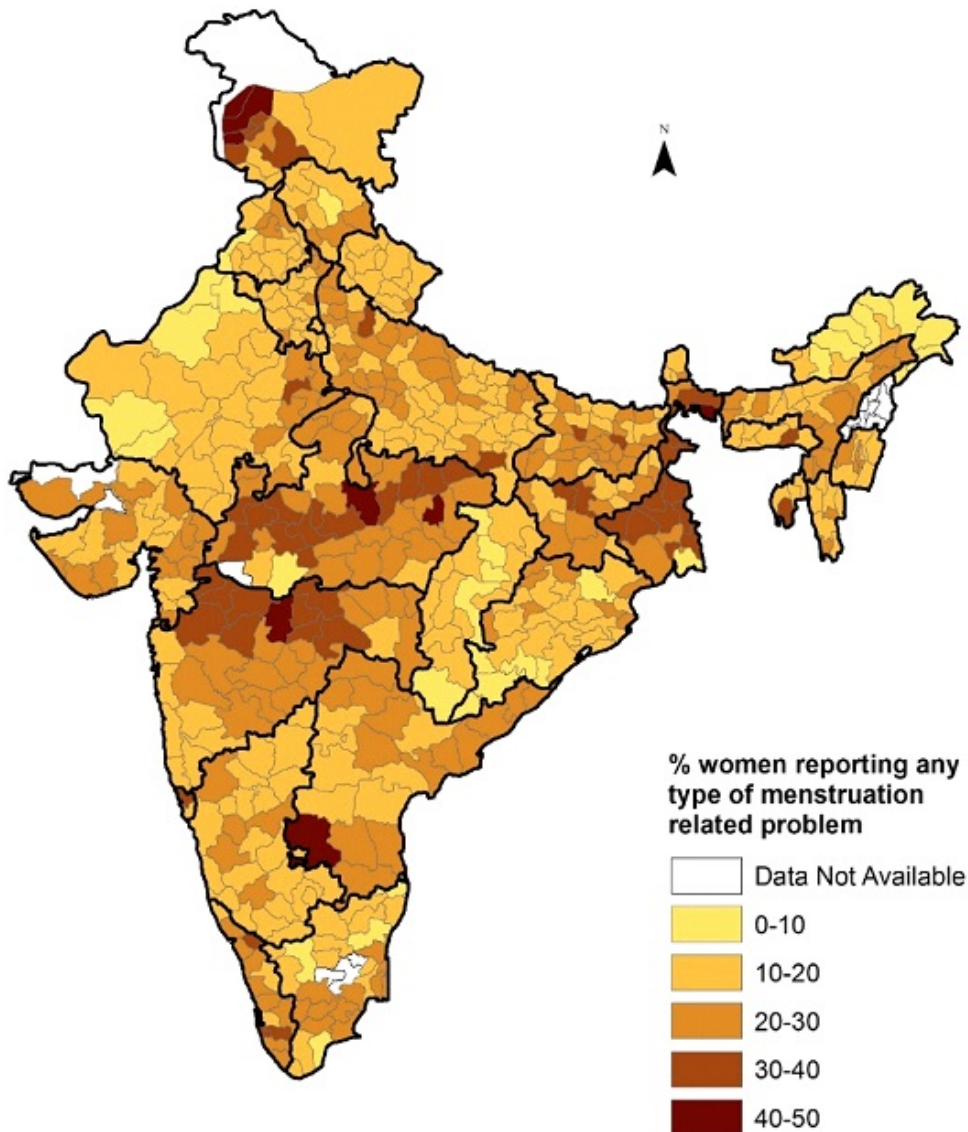 N
% women reporting any
type of menstruation
related problem
Data Not Available
0-10
10-20
20-30
30-40
40-50